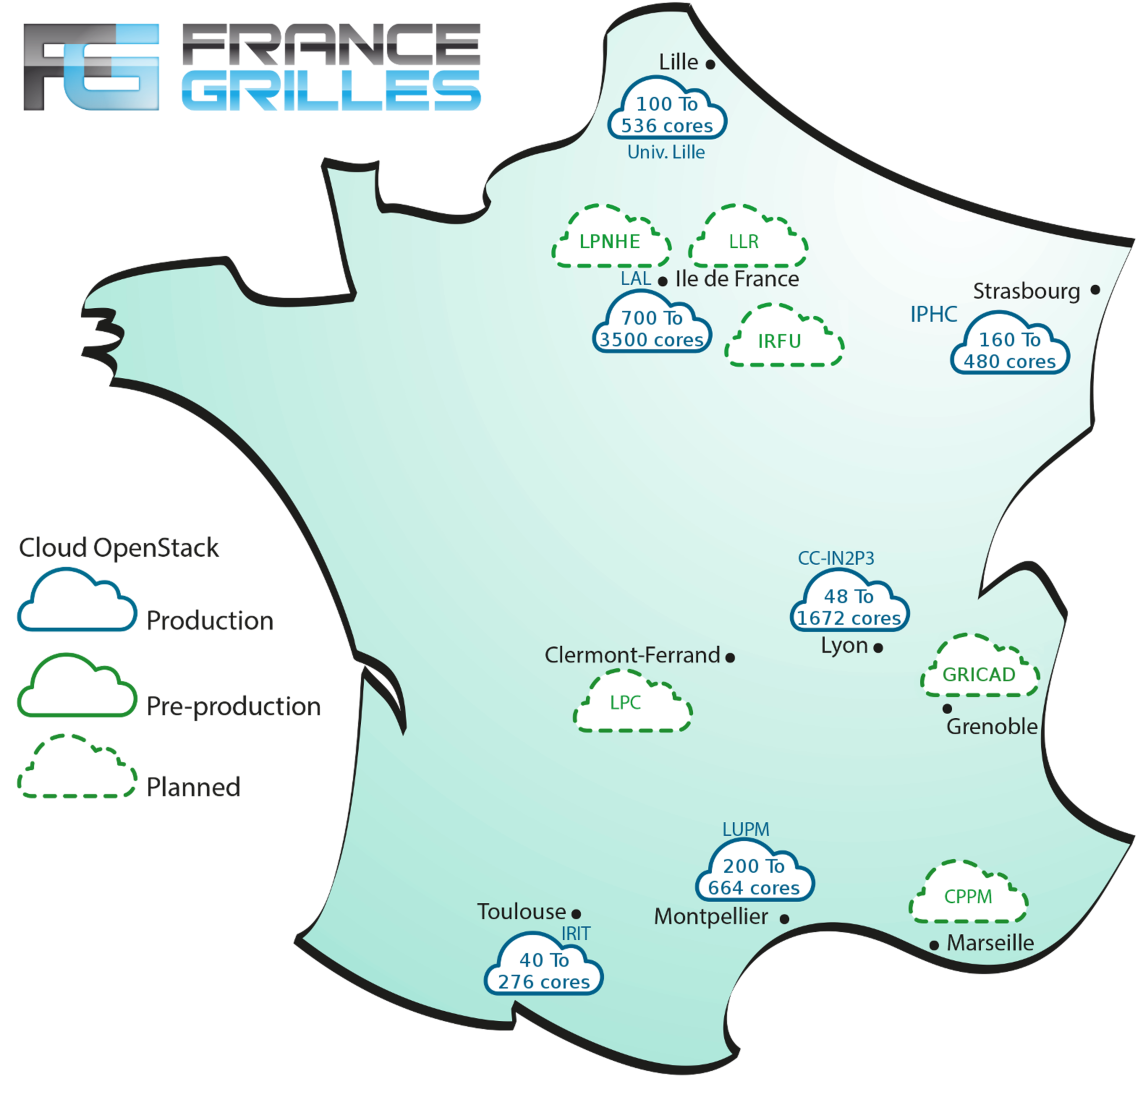 FG FRANCE
GRILLES
Lille
100 To
536 cores
Univ. Lille
LPNHE
LLR
LAL
Ile de France
700 To
3500 cores
IRFU
Strasbourg
IPHC
160 To
480 cores
Cloud OpenStack
Production
Pre-production
Planned
CC-IN2P3
48 To
1672 cores
Lyon
Clermont-Ferrand
LPC
GRICAD
Grenoble
LUPM
200 To
664 cores
Montpellier
CPPM
Marseille
Toulouse
IRIT
40 To
276 cores